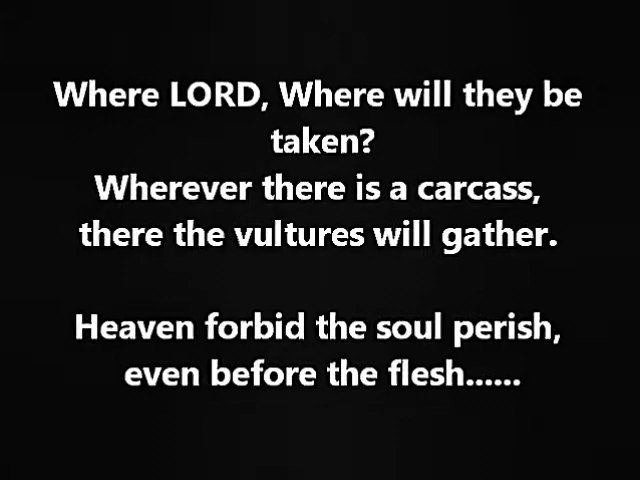 Where LORD, Where will they be
taken?
Wherever there is a carcass,
there the vultures will gather.
Heaven forbid the soul perish,
even before the flesh......